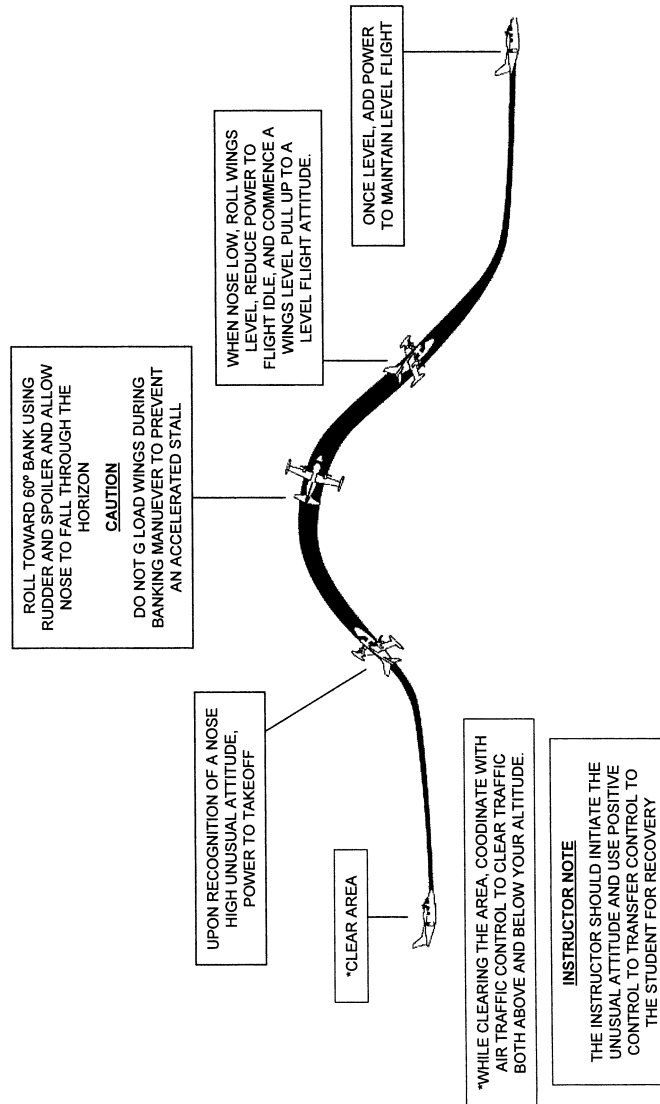 *CLEAR AREA
UPON RECOGNITION OF A NOSE
HIGH UNUSUAL ATTITUDE,
POWER TO TAKEOFF
ROLL TOWARD 60º BANK USING
RUDDER AND SPOILER AND ALLOW
NOSE TO FALL THROUGH THE
HORIZON
CAUTION
DO NOT G LOAD WINGS DURING
BANKING MANUEVER TO PREVENT
AN ACCELERATED STALL
WHEN NOSE LOW, ROLL WINGS
LEVEL, REDUCE POWER TO
FLIGHT IDLE, AND COMMENCE A
WINGS LEVEL PULL UP TO A
LEVEL FLIGHT ATTITUDE.
ONCE LEVEL, ADD POWER
TO MAINTAIN LEVEL FLIGHT
*WHILE CLEARING THE AREA, COODINATE WITH
AIR TRAFFIC CONTROL TO CLEAR TRAFFIC
BOTH ABOVE AND BELOW YOUR ALTITUDE.
INSTRUCTOR NOTE
THE INSTRUCTOR SHOULD INITIATE THE
UNUSUAL ATTITUDE AND USE POSITIVE
CONTROL TO TRANSFER CONTROL TO
THE STUDENT FOR RECOVERY